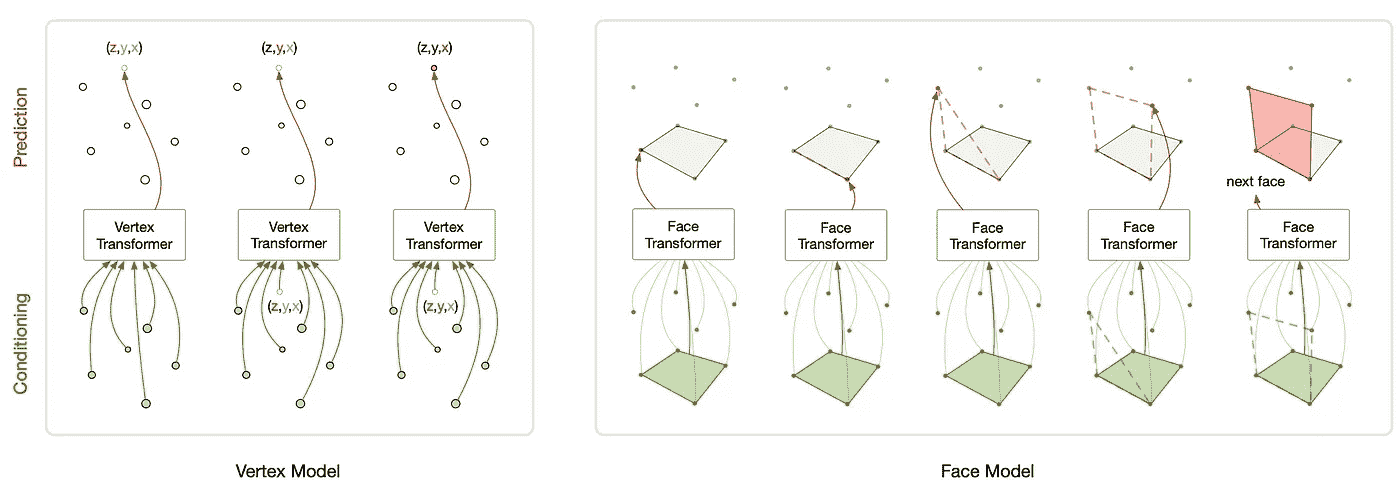 Prediction
Conditioning
(z,y,x)
(z,y,x)
(z,y,x)
Vertex
Transformer
Vertex
Transformer
Vertex
Transformer
(z,y,x)
(z,y,x)
Vertex Model
next face
Face
Transformer
Face
Transformer
Face
Transformer
Face
Transformer
Face
Transformer
Face Model